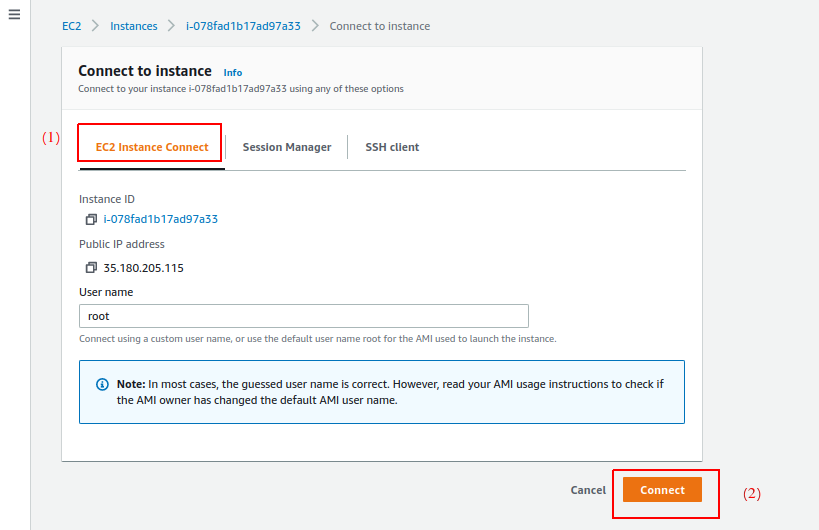 EC2 > Instances > i-078fad1b17ad97a33 > Connect to instance
Connect to instance Info
Connect to your instance i-078fad1b17ad97a33 using any of these options
(1)
EC2 Instance Connect Session Manager SSH client
Instance ID
i-078fad1b17ad97a33
Public IP address
35.180.205.115
User name
root
Connect using a custom user name, or use the default user name root for the AMI used to launch the instance.
Note: In most cases, the guessed user name is correct. However, read your AMI usage instructions to check if
the AMI owner has changed the default AMI user name.
Cancel Connect (2)